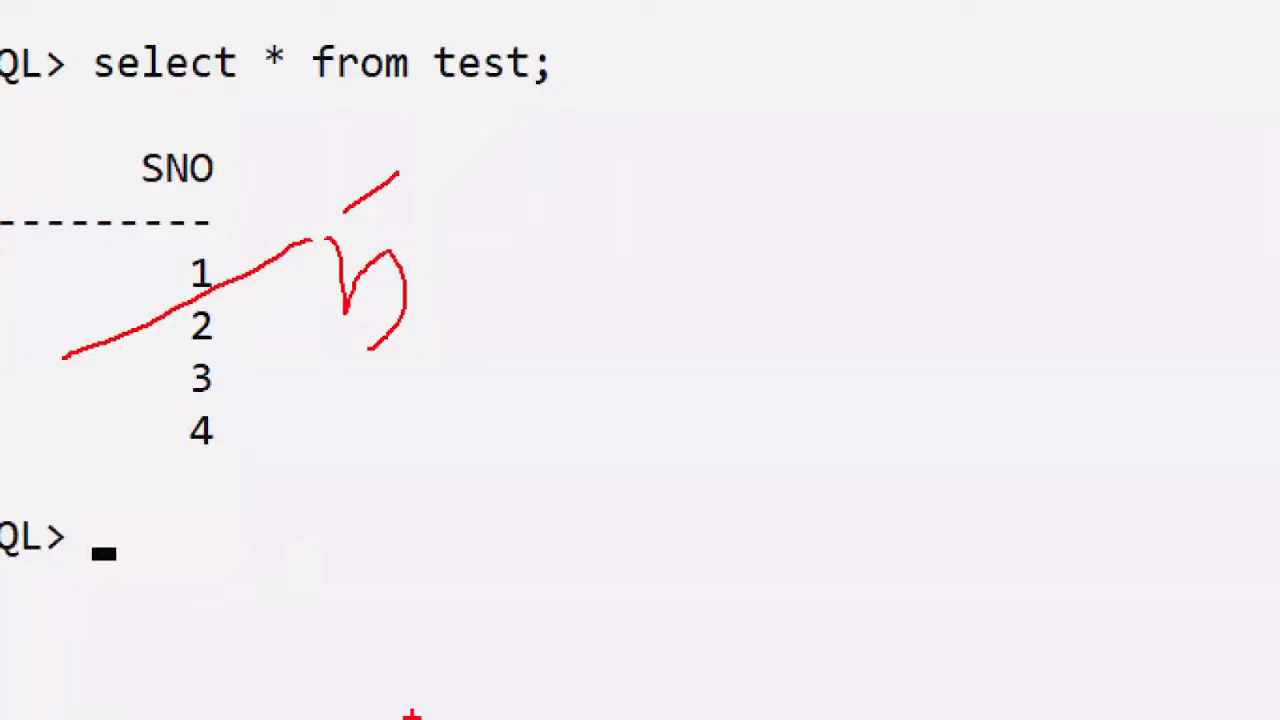 QL> select * from test;
SNO
---------
1
2
3
4
QL>